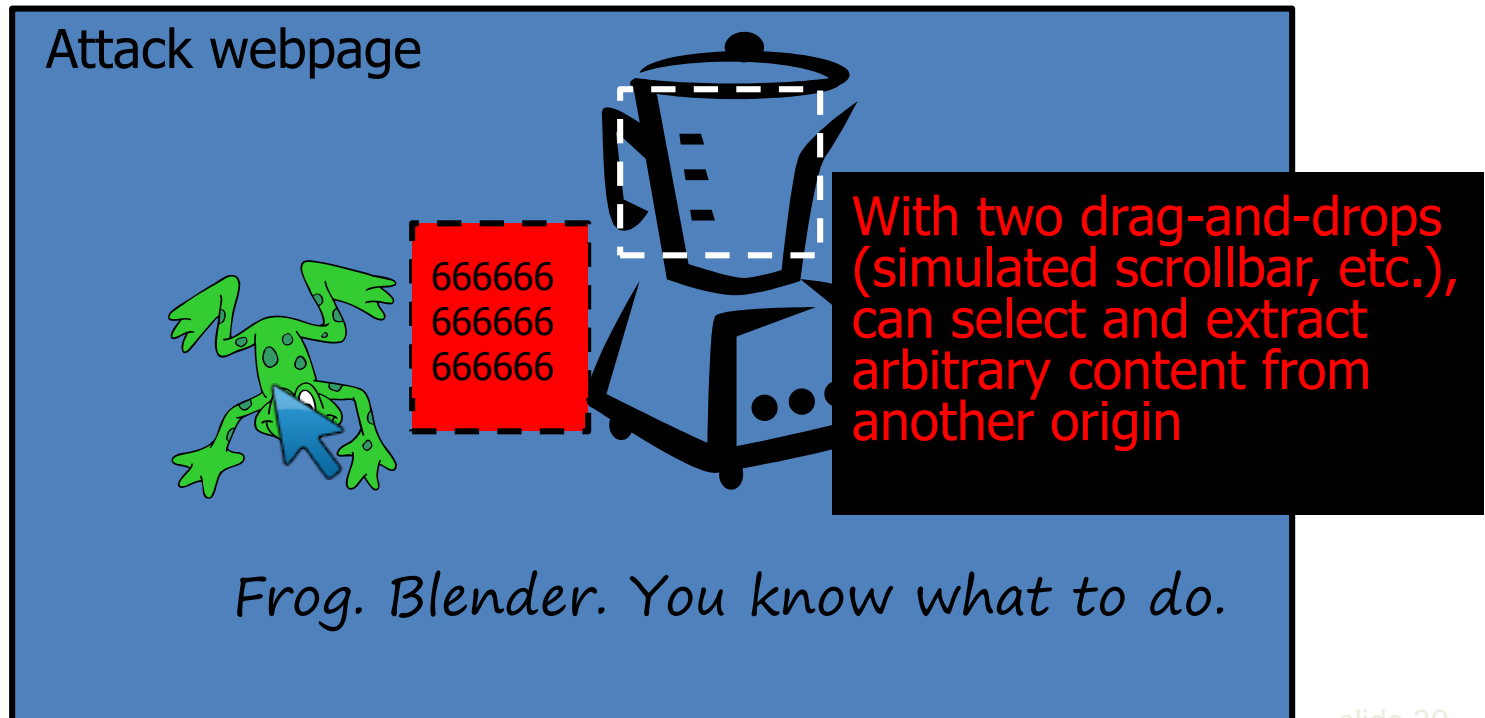 Attack webpage
666666
666666
666666
With two drag-and-drops
(simulated scrollbar, etc.),
can select and extract
arbitrary content from
another origin
Frog. Blender. You know what to do.